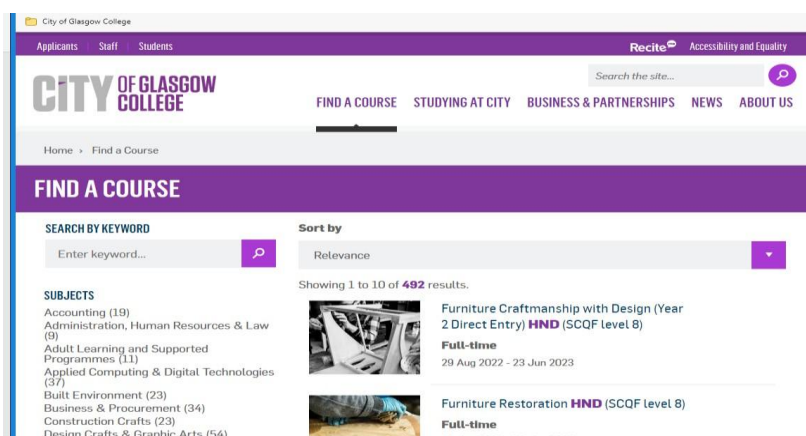 City of Glasgow College
Applicants Staff Students
Recite Accessibility and Equality
CITY OF GLASGOW COLLEGE
Search the site...
FIND A COURSE STUDYING AT CITY BUSINESS & PARTNERSHIPS NEWS ABOUT US
Home › Find a Course
FIND A COURSE
SEARCH BY KEYWORD
Enter keyword...
SUBJECTS
Accounting (19)
Administration, Human Resources & Law
(9)
Adult Learning and Supported
Programmes (11)
Applied Computing & Digital Technologies
(37)
Built Environment (23)
Business & Procurement (34)
Construction Crafts (23)
Design Crafts & Graphic Arts (54)
Sort by
Relevance
Showing 1 to 10 of 492 results.
Furniture Craftmanship with Design (Year
2 Direct Entry) HND (SCQF level 8)
Full-time
29 Aug 2022 - 23 Jun 2023
Furniture Restoration HND (SCQF level 8)
Full-time